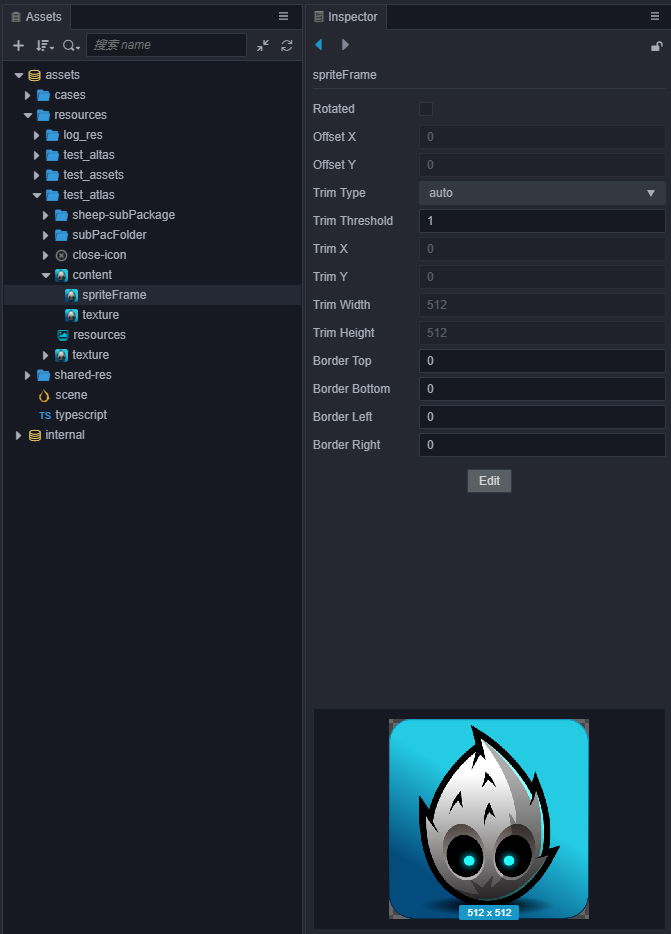 Assets
搜索 name
assets
cases
resources
log_res
test_altas
test_assets
test_atlas
sheep-subPackage
subPacFolder
close-icon
content
spriteFrame
texture
resources
texture
shared-res
scene
TS typescript
internal
Inspector
spriteFrame
Rotated
Offset X 0
Offset Y 0
Trim Type auto
Trim Threshold 1
Trim X 0
Trim Y 0
Trim Width 512
Trim Height 512
Border Top 0
Border Bottom 0
Border Left 0
Border Right 0
Edit
512 x 512